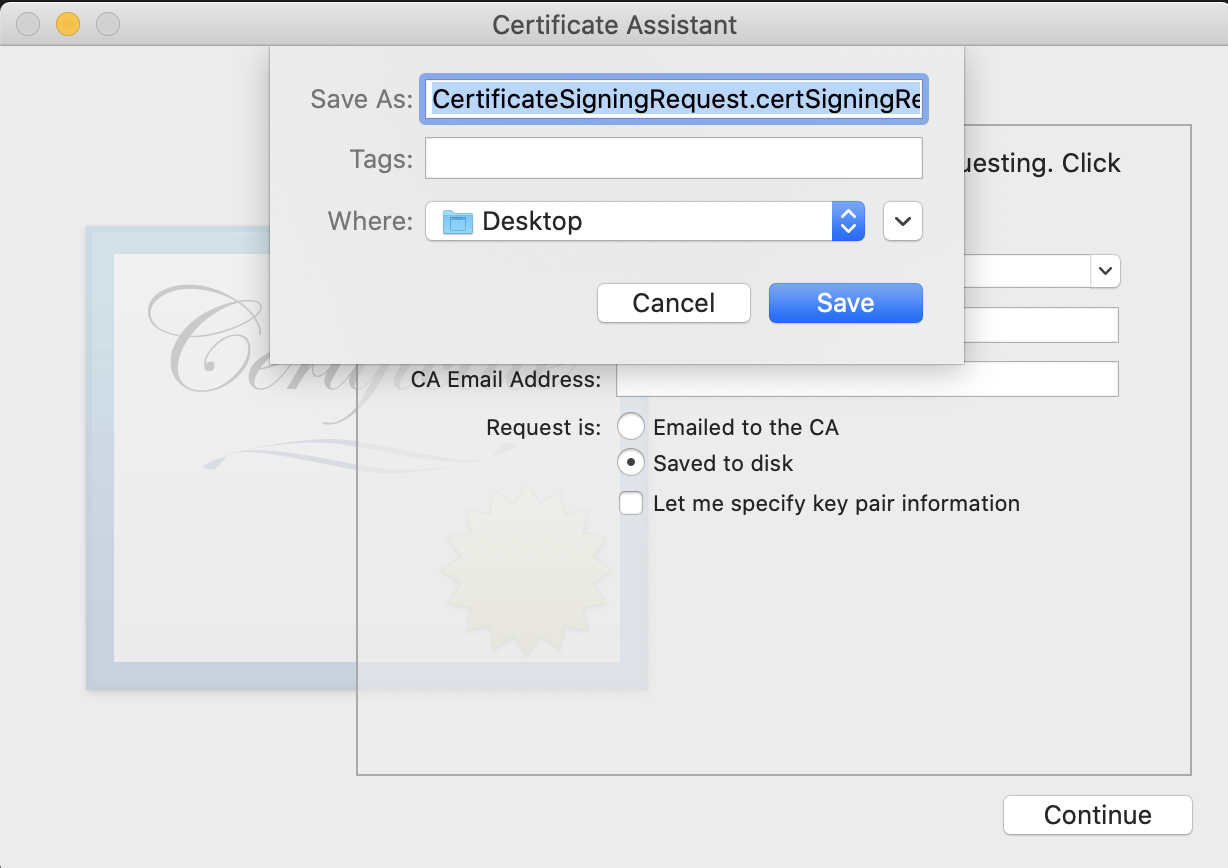 Certificate Assistant
Save As: CertificateSigningRequest.certSigningRe
Tags:
Where: Desktop
Cancel Save
uesting. Click
CA Email Address:
Request is: Emailed to the CA
Saved to disk
Let me specify key pair information
Continue